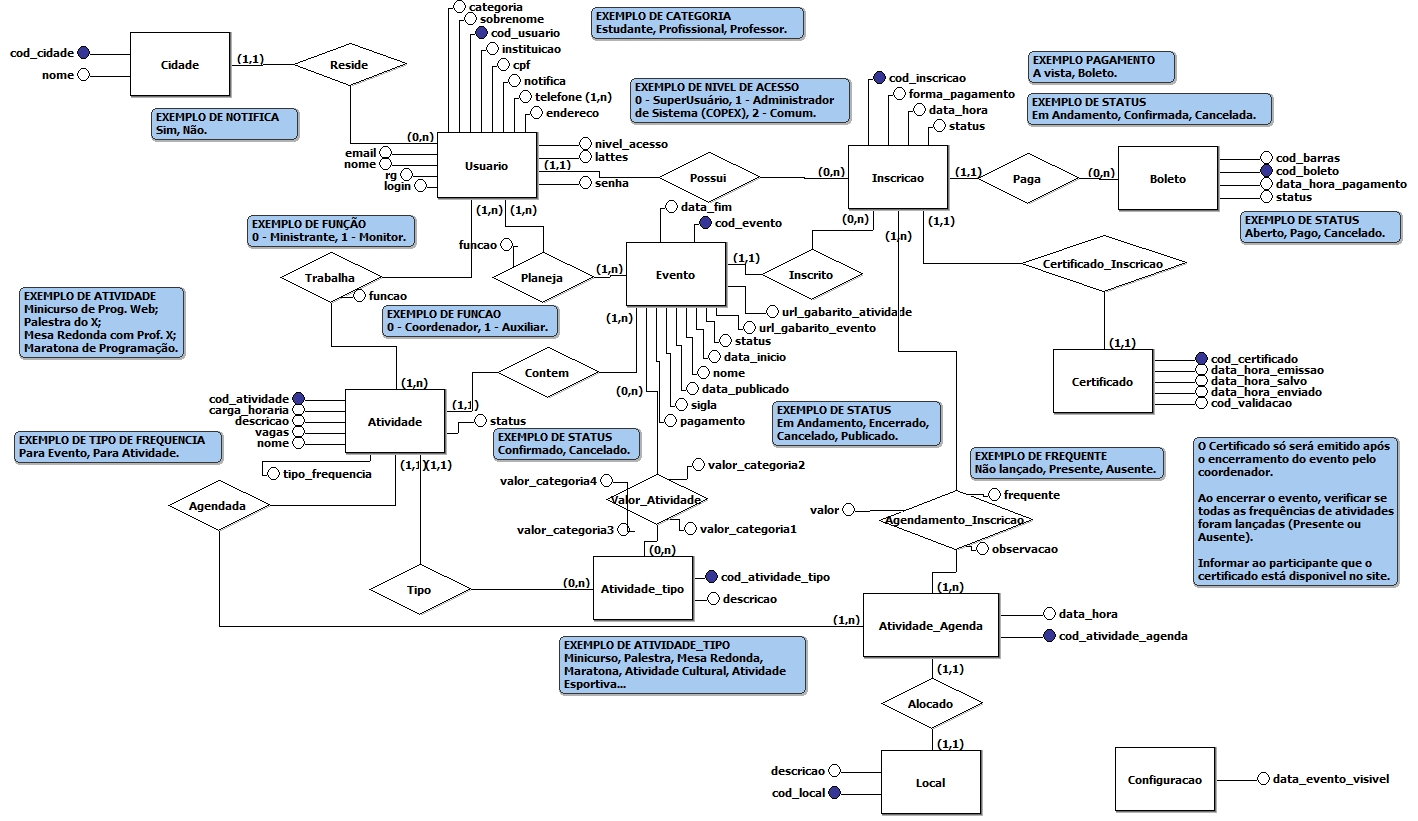 categoria
sobrenome
cod_usuario
instituicao
cpf
notifica
telefone (1,n)
endereco
EXEMPLO DE CATEGORIA
Estudante, Profissional, Professor.
cod_cidade
nome
Cidade
(1,1)
Reside
EXEMPLO DE NOTIFICA
Sim, Não.
EXEMPLO DE NIVEL DE ACESSO
0 - SuperUsuário, 1 - Administrador
de Sistema (COPEX), 2 - Comum.
cod_inscricao
forma_pagamento
data_hora
status
EXEMPLO PAGAMENTO
A vista, Boleto.
EXEMPLO DE STATUS
Em Andamento, Confirmada, Cancelada.
(0,n)
email
nome
rg
login
Usuario
nivel_acesso
lattes
senha
(1,1)
Possui
(0,n)
Inscricao
(1,1)
Paga
(0,n)
Boleto
cod_barras
cod_boleto
data_hora_pagamento
status
EXEMPLO DE STATUS
Aberto, Pago, Cancelado.
(1,n)
(1,n)
data_fim
cod_evento
(0,n)
(1,n)
(1,1)
EXEMPLO DE FUNÇÃO
0 - Ministrante, 1 - Monitor.
funcao
Trabalha
funcao
Planeja
(1,n)
Evento
(1,1)
Inscrito
Certificado_Inscricao
EXEMPLO DE ATIVIDADE
Minicurso de Prog. Web;
Palestra do X;
Mesa Redonda com Prof. X;
Maratona de Programação.
EXEMPLO DE FUNCAO
0 - Coordenador, 1 - Auxiliar.
(1,n)
url_gabarito_atividade
url_gabarito_evento
status
data_inicio
nome
data_publicado
sigla
pagamento
(1,1)
Certificado
cod_certificado
data_hora_emissao
data_hora_salvo
data_hora_enviado
cod_validacao
Contem
(0,n)
(1,n)
cod_atividade
carga_horaria
descricao
vagas
nome
Atividade
(1,1)
status
EXEMPLO DE STATUS
Confirmado, Cancelado.
EXEMPLO DE STATUS
Em Andamento, Encerrado,
Cancelado, Publicado.
EXEMPLO DE TIPO DE FREQUENCIA
Para Evento, Para Atividade.
tipo_frequencia
(1,1)
(1,1)
EXEMPLO DE FREQUENTE
Não lançado, Presente, Ausente.
O Certificado só será emitido após
o encerramento do evento pelo
coordenador.
Ao encerrar o evento, verificar se
todas as frequências de atividades
foram lançadas (Presente ou
Ausente).
Informar ao participante que o
certificado está disponivel no site.
Agendada
valor_categoria4
valor_categoria2
Valor_Atividade
valor_categoria3
valor_categoria1
valor
frequente
Agendamento_Inscricao
observacao
(0,n)
Tipo
(0,n)
Atividade_tipo
cod_atividade_tipo
descricao
(1,n)
(1,n)
Atividade_Agenda
data_hora
cod_atividade_agenda
EXEMPLO DE ATIVIDADE_TIPO
Minicurso, Palestra, Mesa Redonda,
Maratona, Atividade Cultural, Atividade
Esportiva...
(1,1)
Alocado
(1,1)
descricao
cod_local
Local
Configuracao
data_evento_visivel